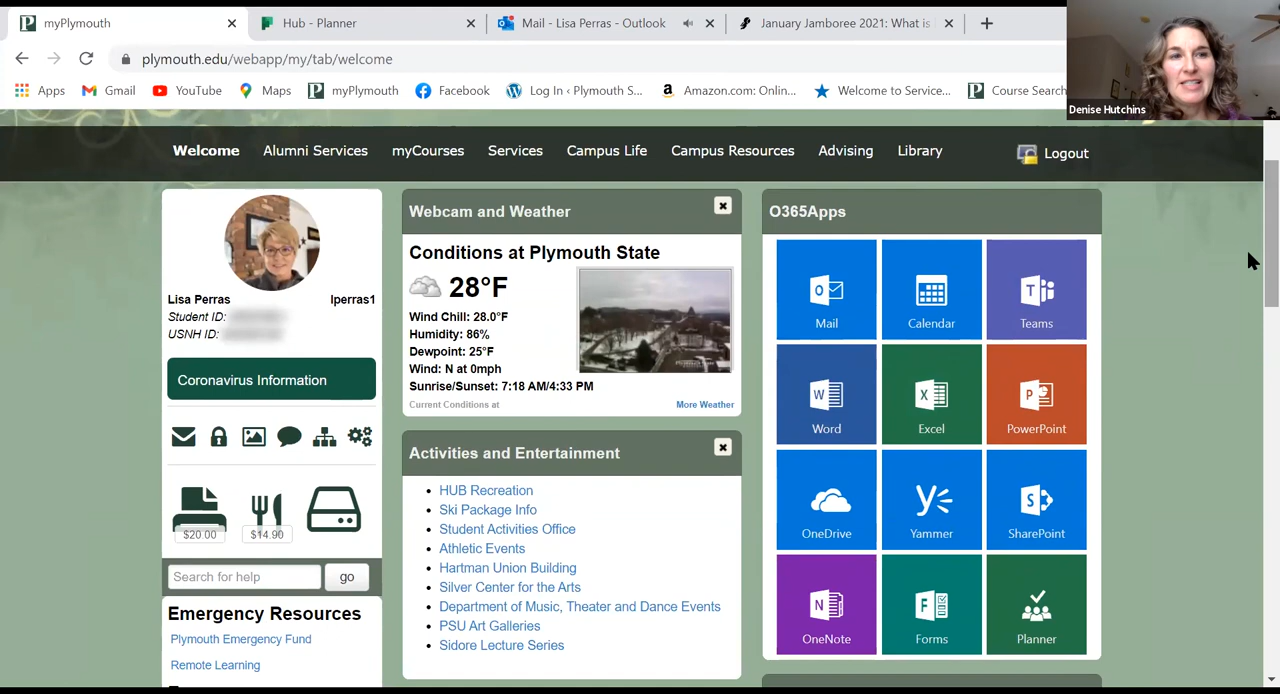 myPlymouth
Hub - Planner
Mail - Lisa Perras - Outlook
January Jamboree 2021: What is
plymouth.edu/webapp/my/tab/welcome
Apps
Gmail
YouTube
Maps
myPlymouth
Facebook
Log In ‹ Plymouth S...
Amazon.com: Onlin...
Welcome to Service...
Course Search
Denise Hutchins
Welcome
Alumni Services
myCourses
Services
Campus Life
Campus Resources
Advising
Library
Logout
Lisa Perras
lperras1
Student ID:
USNH ID:
Coronavirus Information
$20.00
$14.90
Search for help
go
Emergency Resources
Plymouth Emergency Fund
Remote Learning
Webcam and Weather
Conditions at Plymouth State
28°F
Wind Chill: 28.0°F
Humidity: 86%
Dewpoint: 25°F
Wind: N at 0mph
Sunrise/Sunset: 7:18 AM/4:33 PM
Current Conditions at
More Weather
Activities and Entertainment
HUB Recreation
Ski Package Info
Student Activities Office
Athletic Events
Hartman Union Building
Silver Center for the Arts
Department of Music, Theater and Dance Events
PSU Art Galleries
Sidore Lecture Series
O365Apps
Mail
Calendar
Teams
Word
Excel
PowerPoint
OneDrive
Yammer
SharePoint
OneNote
Forms
Planner